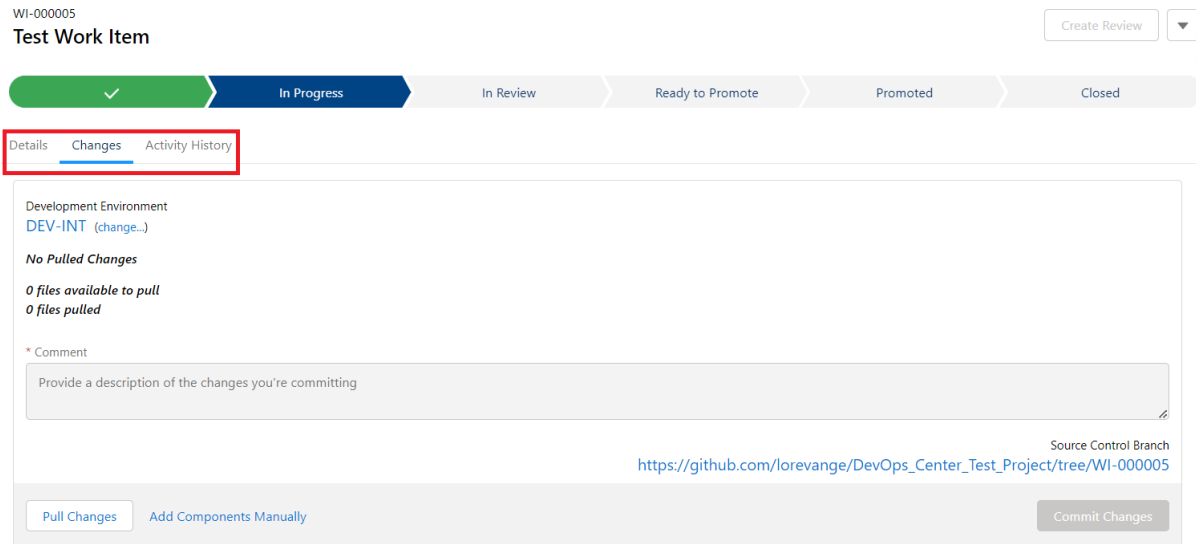 WI-000005
Test Work Item
Create Review
In Progress
In Review
Ready to Promote
Promoted
Closed
Details
Changes
Activity History
Development Environment
DEV-INT (change...)
No Pulled Changes
0 files available to pull
0 files pulled
* Comment
Provide a description of the changes you're committing
Source Control Branch
https://github.com/lorevange/DevOps_Center_Test_Project/tree/WI-000005
Pull Changes
Add Components Manually
Commit Changes